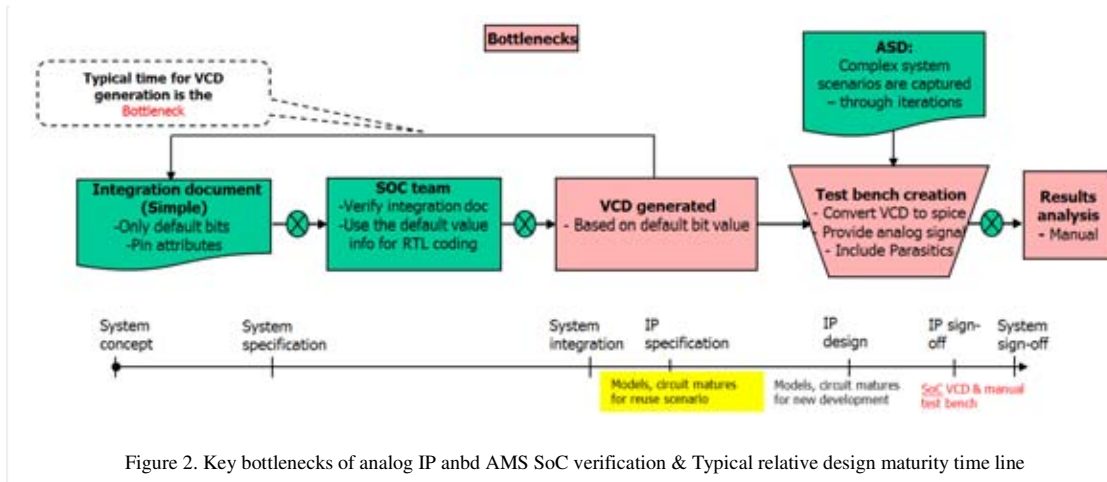 Bottlenecks
Typical time for VCD
generation is the
Bottleneck
ASD:
Complex system
scenarios are captured
– through iterations
Integration document
(Simple)
-Only default bits
-Pin attributes
SOC team
-Verify integration doc
-Use the default value
info for RTL coding
VCD generated
- Based on default bit value
Test bench creation
- Convert VCD to spice
- Provide analog signal
- Include Parasitics
Results
analysis
- Manual
System
concept
System
specification
System
integration
IP
specification
IP
design
IP sign-
off
System
sign-off
Models, circuit matures
for reuse scenario
Models, circuit matures
for new development
SoC VCD & manual
test bench
Figure 2. Key bottlenecks of analog IP anbd AMS SoC verification & Typical relative design maturity time line